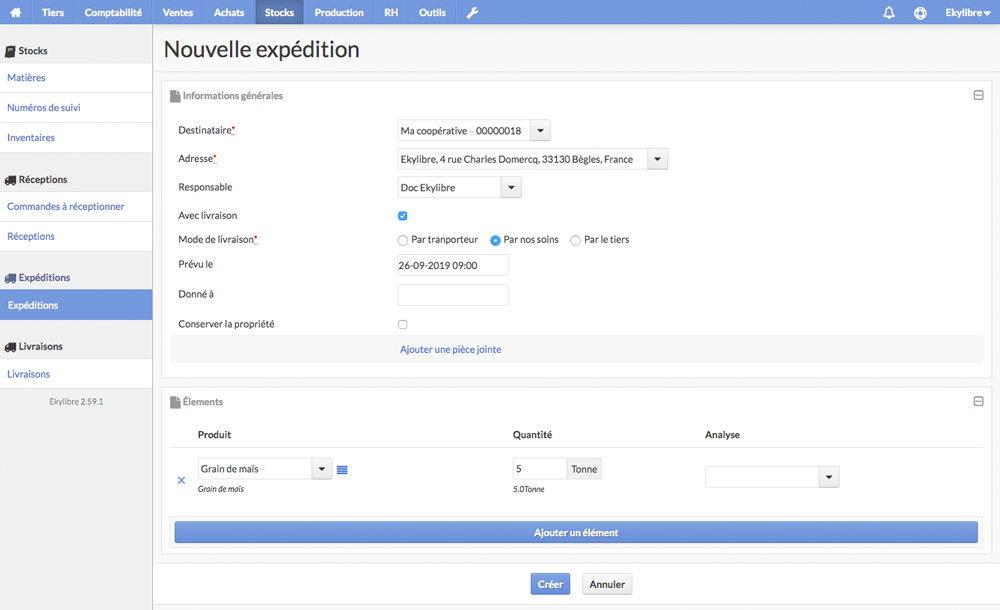 Tiers Comptabilité Ventes Achats Stocks Production RH Outils Ekylibre
Stocks
Matières
Numéros de suivi
Inventaires
Réceptions
Commandes à réceptionner
Réceptions
Expéditions
Expéditions
Livraisons
Livraisons
Ekylibre 2.59.1
Nouvelle expédition
Informations générales
Destinataire* Ma coopérative - 00000018
Adresse* Ekylibre, 4 rue Charles Domercq, 33130 Bègles, France
Responsable Doc Ekylibre
Avec livraison
Mode de livraison* Par tranporteur Par nos soins Par le tiers
Prévu le 26-09-2019 09:00
Donné à
Conserver la propriété
Ajouter une pièce jointe
Élements
Produit Quantité Analyse
Grain de maïs - 5 Tonne
Grain de maïs 5.0Tonne
Ajouter un élément
Créer Annuler